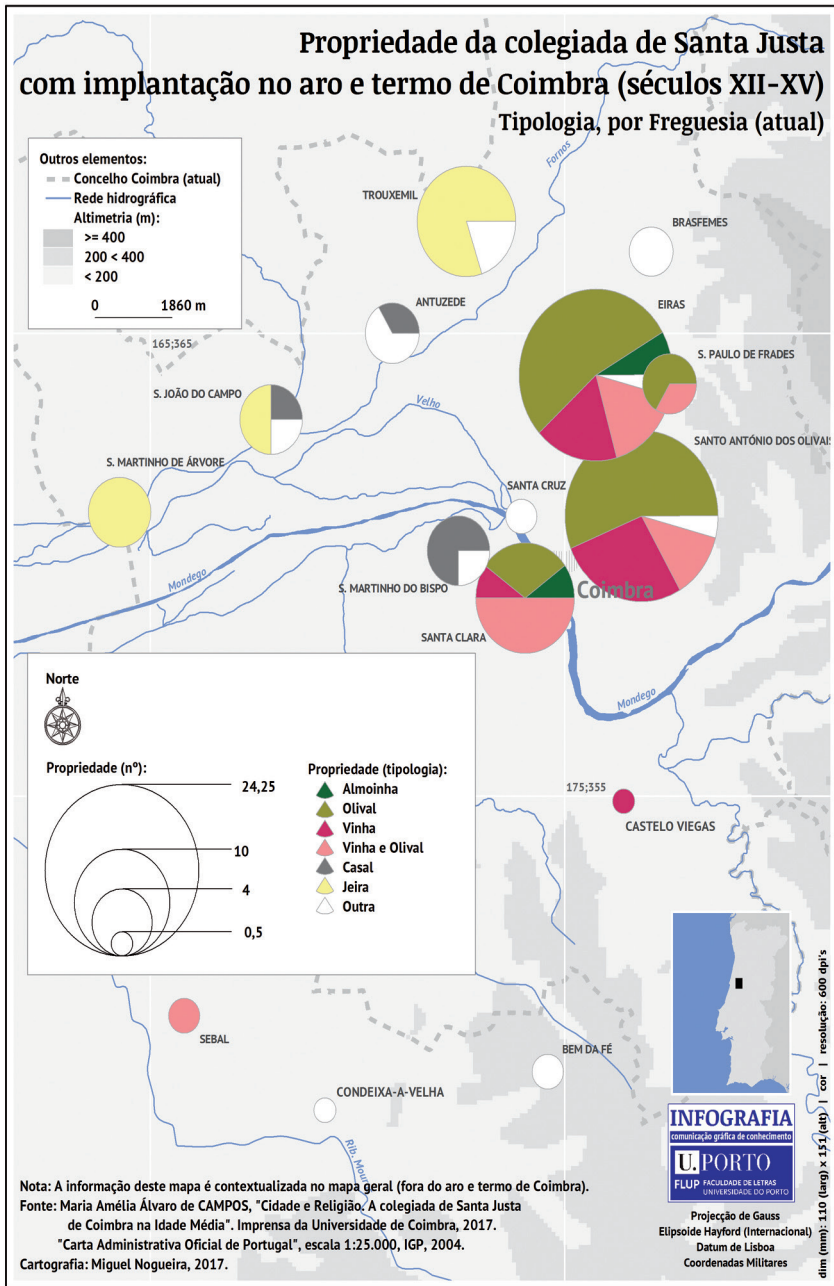 Propriedade da colegiada de Santa Justa
com implantação no aro e termo de Coimbra (séculos XII-XV)
Tipologia, por Freguesia (atual)
Outros elementos:
Concelho Coimbra (atual)
Rede hidrográfica
Altimetria (m):
>= 400
200 < 400
< 200
0 1860 m
165;365
Fornos
TROUXEMIL
BRASFEMES
ANTUZEDE
EIRAS
S. PAULO DE FRADES
S. JOÃO DO CAMPO
Velho
SANTO ANTÓNIO DOS OLIVAIS
S. MARTINHO DE ÁRVORE
SANTA CRUZ
Mondego
S. MARTINHO DO BISPO
Coimbra
SANTA CLARA
Mondego
Norte
Propriedade (nº):
24,25
10
4
0,5
Propriedade (tipologia):
Almoinha
Olival
Vinha
Vinha e Olival
Casal
Jeira
Outra
175;355
CASTELO VIEGAS
SEBAL
BEM DA FÉ
CONDEIXA-A-VELHA
Rib. Mouro
INFOGRAFIA
comunicação gráfica de conhecimento
U. PORTO
FLUP FACULDADE DE LETRAS
UNIVERSIDADE DO PORTO
Projecção de Gauss
Elipsoide Hayford (Internacional)
Datum de Lisboa
Coordenadas Militares
dim (mm): 110 (larg) x 151 (alt) | cor | resolução: 600 dpi's
Nota: A informação deste mapa é contextualizada no mapa geral (fora do aro e termo de Coimbra).
Fonte: Maria Amélia Álvaro de CAMPOS, "Cidade e Religião. A colegiada de Santa Justa
de Coimbra na Idade Média". Imprensa da Universidade de Coimbra, 2017.
"Carta Administrativa Oficial de Portugal", escala 1:25.000, IGP, 2004.
Cartografia: Miguel Nogueira, 2017.